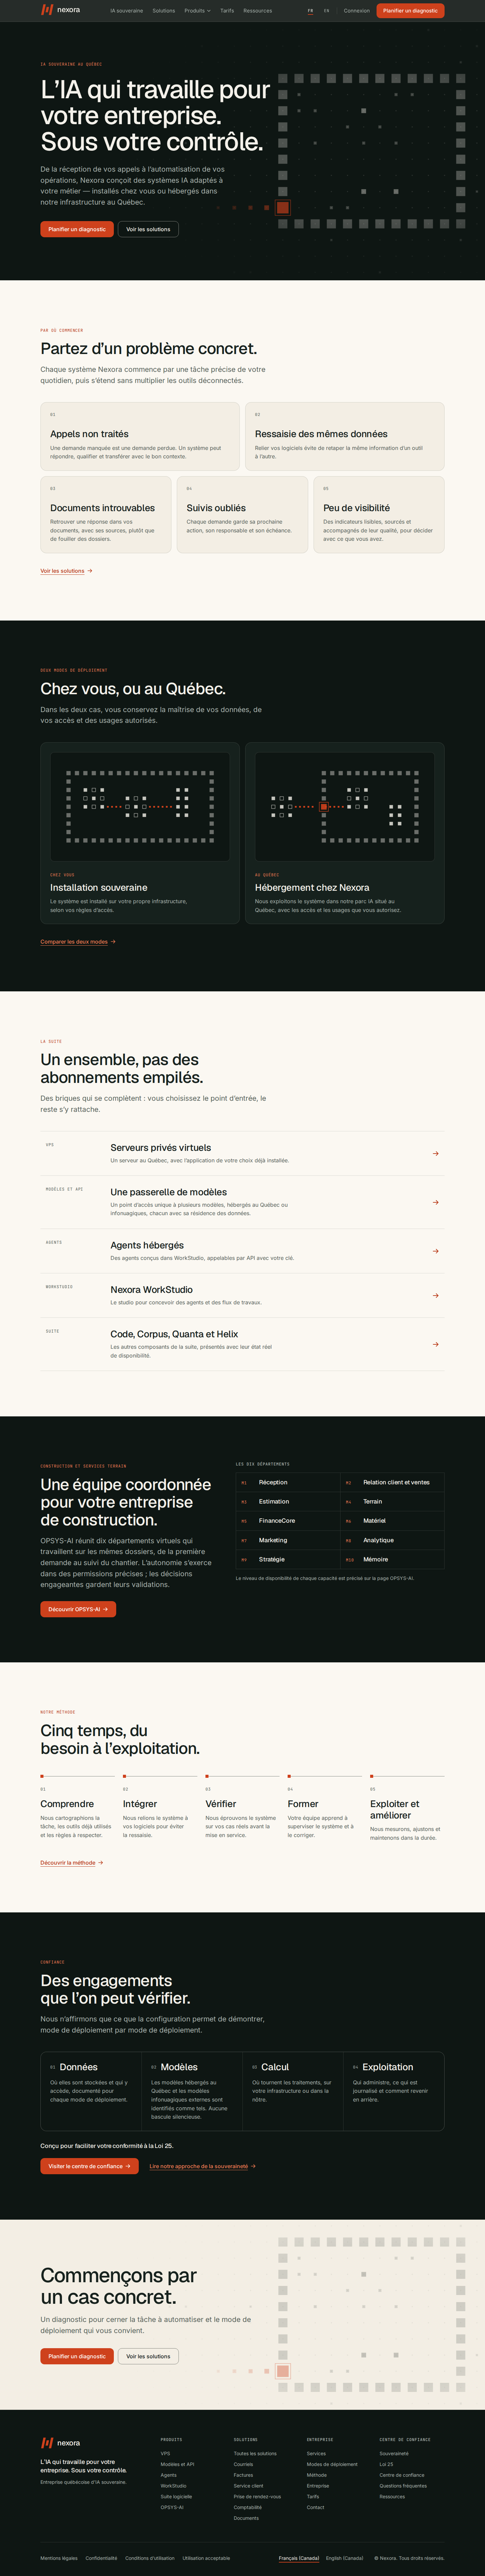 nexora
IA souveraine
Solutions
Produits
Tarifs
Ressources
FR
EN
Connexion
Planifier un diagnostic
IA SOUVERAINE AU QUÉBEC
L’IA qui travaille pour
votre entreprise.
Sous votre contrôle.
De la réception de vos appels à l’automatisation de vos
opérations, Nexora conçoit des systèmes IA adaptés à
votre métier — installés chez vous ou hébergés dans
notre infrastructure au Québec.
Planifier un diagnostic
Voir les solutions
PAR OÙ COMMENCER
Partez d’un problème concret.
Chaque système Nexora commence par une tâche précise de votre
quotidien, puis s’étend sans multiplier les outils déconnectés.
01
Appels non traités
Une demande manquée est une demande perdue. Un système peut
répondre, qualifier et transférer avec le bon contexte.
02
Ressaisie des mêmes données
Relier vos logiciels évite de retaper la même information d’un outil
à l’autre.
03
Documents introuvables
Retrouver une réponse dans vos
documents, avec ses sources, plutôt que
de fouiller des dossiers.
04
Suivis oubliés
Chaque demande garde sa prochaine
action, son responsable et son échéance.
05
Peu de visibilité
Des indicateurs lisibles, sourcés et
accompagnés de leur qualité, pour décider
avec ce que vous avez.
Voir les solutions →
DEUX MODES DE DÉPLOIEMENT
Chez vous, ou au Québec.
Dans les deux cas, vous conservez la maîtrise de vos données, de
vos accès et des usages autorisés.
CHEZ VOUS
Installation souveraine
Le système est installé sur votre propre infrastructure,
selon vos règles d’accès.
AU QUÉBEC
Hébergement chez Nexora
Nous exploitons le système dans notre parc IA situé au
Québec, avec les accès et les usages que vous autorisez.
Comparer les deux modes →
LA SUITE
Un ensemble, pas des
abonnements empilés.
Des briques qui se complètent : vous choisissez le point d’entrée, le
reste s’y rattache.
VPS
Serveurs privés virtuels
Un serveur au Québec, avec l’application de votre choix déjà installée.
→
MODÈLES ET API
Une passerelle de modèles
Un point d’accès unique à plusieurs modèles, hébergés au Québec ou
infonuagiques, chacun avec sa résidence des données.
→
AGENTS
Agents hébergés
Des agents conçus dans WorkStudio, appelables par API avec votre clé.
→
WORKSTUDIO
Nexora WorkStudio
Le studio pour concevoir des agents et des flux de travaux.
→
SUITE
Code, Corpus, Quanta et Helix
Les autres composants de la suite, présentés avec leur état réel
de disponibilité.
→
CONSTRUCTION ET SERVICES TERRAIN
Une équipe coordonnée
pour votre entreprise
de construction.
OPSYS-AI réunit dix départements virtuels qui
travaillent sur les mêmes dossiers, de la première
demande au suivi du chantier. L’autonomie s’exerce
dans des permissions précises ; les décisions
engageantes gardent leurs validations.
Découvrir OPSYS-AI →
LES DIX DÉPARTEMENTS
M1 Réception
M2 Relation client et ventes
M3 Estimation
M4 Terrain
M5 FinanceCore
M6 Matériel
M7 Marketing
M8 Analytique
M9 Stratégie
M10 Mémoire
Le niveau de disponibilité de chaque capacité est précisé sur la page OPSYS-AI.
NOTRE MÉTHODE
Cinq temps, du
besoin à l’exploitation.
01
Comprendre
Nous cartographions la
tâche, les outils déjà utilisés
et les règles à respecter.
02
Intégrer
Nous relions le système à
vos logiciels pour éviter
la ressaisie.
03
Vérifier
Nous éprouvons le système
sur vos cas réels avant la
mise en service.
04
Former
Votre équipe apprend à
superviser le système et à
le corriger.
05
Exploiter et
améliorer
Nous mesurons, ajustons et
maintenons dans la durée.
Découvrir la méthode →
CONFIANCE
Des engagements
que l’on peut vérifier.
Nous n’affirmons que ce que la configuration permet de démontrer,
mode de déploiement par mode de déploiement.
01 Données
Où elles sont stockées et qui y
accède, documenté pour
chaque mode de déploiement.
02 Modèles
Les modèles hébergés au
Québec et les modèles
infonuagiques externes sont
identifiés comme tels. Aucune
bascule silencieuse.
03 Calcul
Où tournent les traitements, sur
votre infrastructure ou dans la
nôtre.
04 Exploitation
Qui administre, ce qui est
journalisé et comment revenir
en arrière.
Conçu pour faciliter votre conformité à la Loi 25.
Visiter le centre de confiance →
Lire notre approche de la souveraineté →
Commençons par
un cas concret.
Un diagnostic pour cerner la tâche à automatiser et le mode de
déploiement qui vous convient.
Planifier un diagnostic
Voir les solutions
nexora
L’IA qui travaille pour votre
entreprise. Sous votre contrôle.
Entreprise québécoise d’IA souveraine.
PRODUITS
VPS
Modèles et API
Agents
WorkStudio
Suite logicielle
OPSYS-AI
SOLUTIONS
Toutes les solutions
Courriels
Factures
Service client
Prise de rendez-vous
Comptabilité
Documents
ENTREPRISE
Services
Modes de déploiement
Méthode
Entreprise
Tarifs
Contact
CENTRE DE CONFIANCE
Souveraineté
Loi 25
Centre de confiance
Questions fréquentes
Ressources
Mentions légales
Confidentialité
Conditions d’utilisation
Utilisation acceptable
Français (Canada)
English (Canada)
© Nexora. Tous droits réservés.